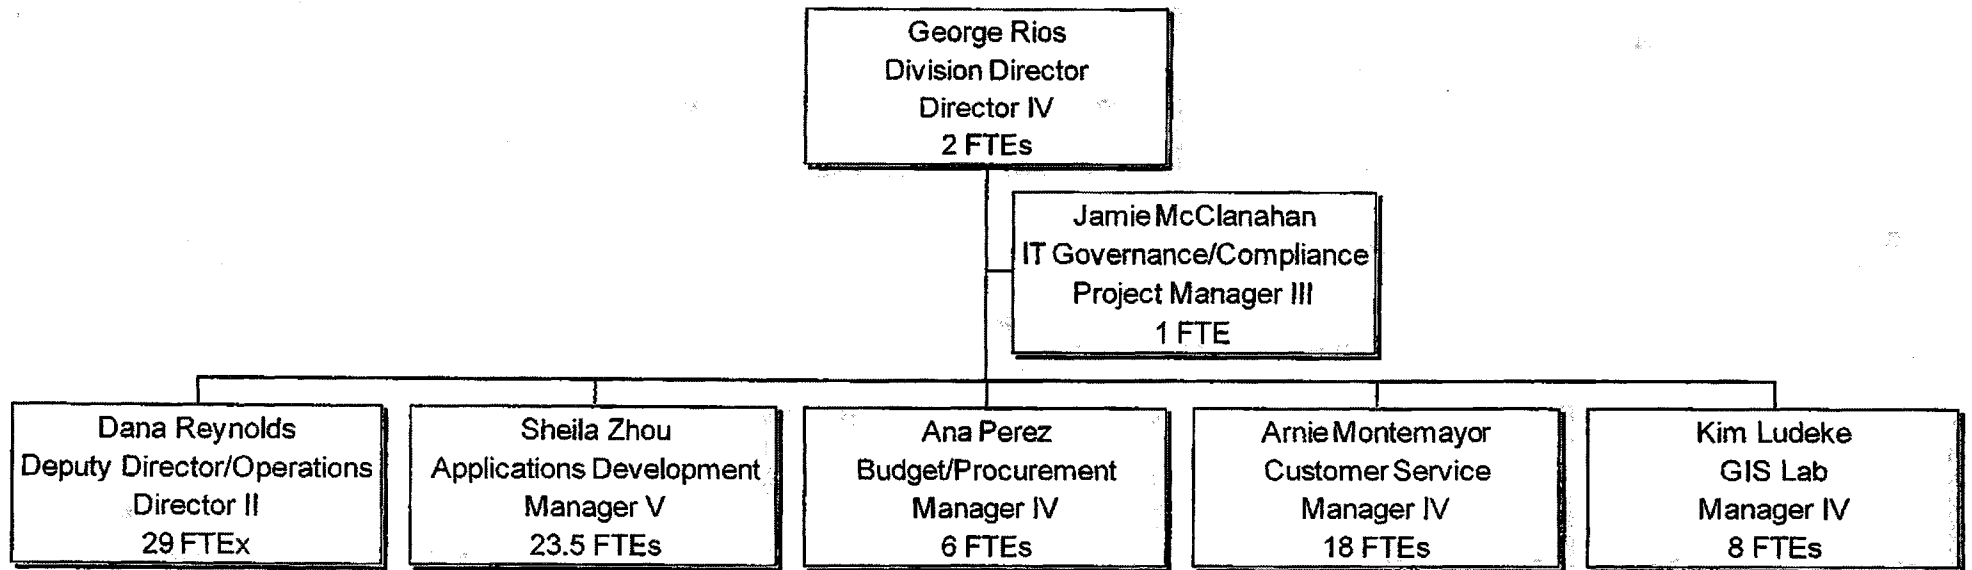 George Rios
Division Director
Director IV
2 FTEs
Jamie McClanahan
IT Governance/Compliance
Project Manager III
1 FTE
Dana Reynolds
Deputy Director/Operations
Director II
29 FTEx
Sheila Zhou
Applications Development
Manager V
23.5 FTEs
Ana Perez
Budget/Procurement
Manager IV
6 FTEs
Arnie Montemayor
Customer Service
Manager IV
18 FTEs
Kim Ludeke
GIS Lab
Manager IV
8 FTEs